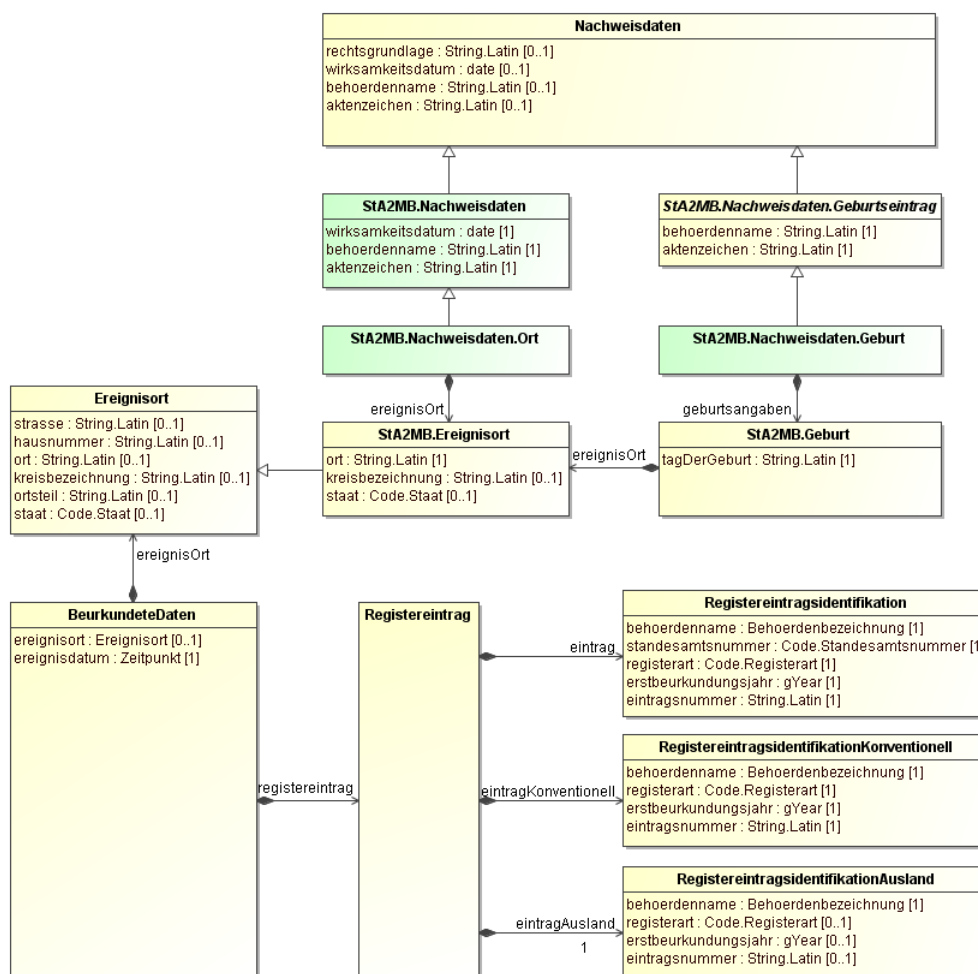 Nachweisdaten
rechtsgrundlage : String.Latin [0..1]
wirksamkeitsdatum : date [0..1]
behoerdenname : String.Latin [0..1]
aktenzeichen : String.Latin [0..1]
StA2MB.Nachweisdaten
wirksamkeitsdatum : date [1]
behoerdenname : String.Latin [1]
aktenzeichen : String.Latin [1]
StA2MB.Nachweisdaten.Geburtseintrag
behoerdenname : String.Latin [1]
aktenzeichen : String.Latin [1]
StA2MB.Nachweisdaten.Ort
StA2MB.Nachweisdaten.Geburt
ereignisOrt
geburtsangaben
Ereignisort
strasse : String.Latin [0..1]
hausnummer : String.Latin [0..1]
ort : String.Latin [0..1]
kreisbezeichnung : String.Latin [0..1]
ortsteil : String.Latin [0..1]
staat : Code.Staat [0..1]
StA2MB.Ereignisort
ort : String.Latin [1]
kreisbezeichnung : String.Latin [0..1]
staat : Code.Staat [0..1]
ereignisOrt
StA2MB.Geburt
tagDerGeburt : String.Latin [1]
ereignisOrt
BeurkundeteDaten
ereignisort : Ereignisort [0..1]
ereignisdatum : Zeitpunkt [1]
registereintrag
Registereintrag
eintrag
Registereintragsidentifikation
behoerdenname : Behoerdenbezeichnung [1]
standesamtsnummer : Code.Standesamtsnummer [1
registerart : Code.Registerart [1]
erstbeurkundungsjahr : gYear [1]
eintragsnummer : String.Latin [1]
eintragKonventionell
RegistereintragsidentifikationKonventionell
behoerdenname : Behoerdenbezeichnung [1]
registerart : Code.Registerart [1]
erstbeurkundungsjahr : gYear [1]
eintragsnummer : String.Latin [1]
eintragAusland
1
RegistereintragsidentifikationAusland
behoerdenname : Behoerdenbezeichnung [1]
registerart : Code.Registerart [0..1]
erstbeurkundungsjahr : gYear [0..1]
eintragsnummer : String.Latin [0..1]